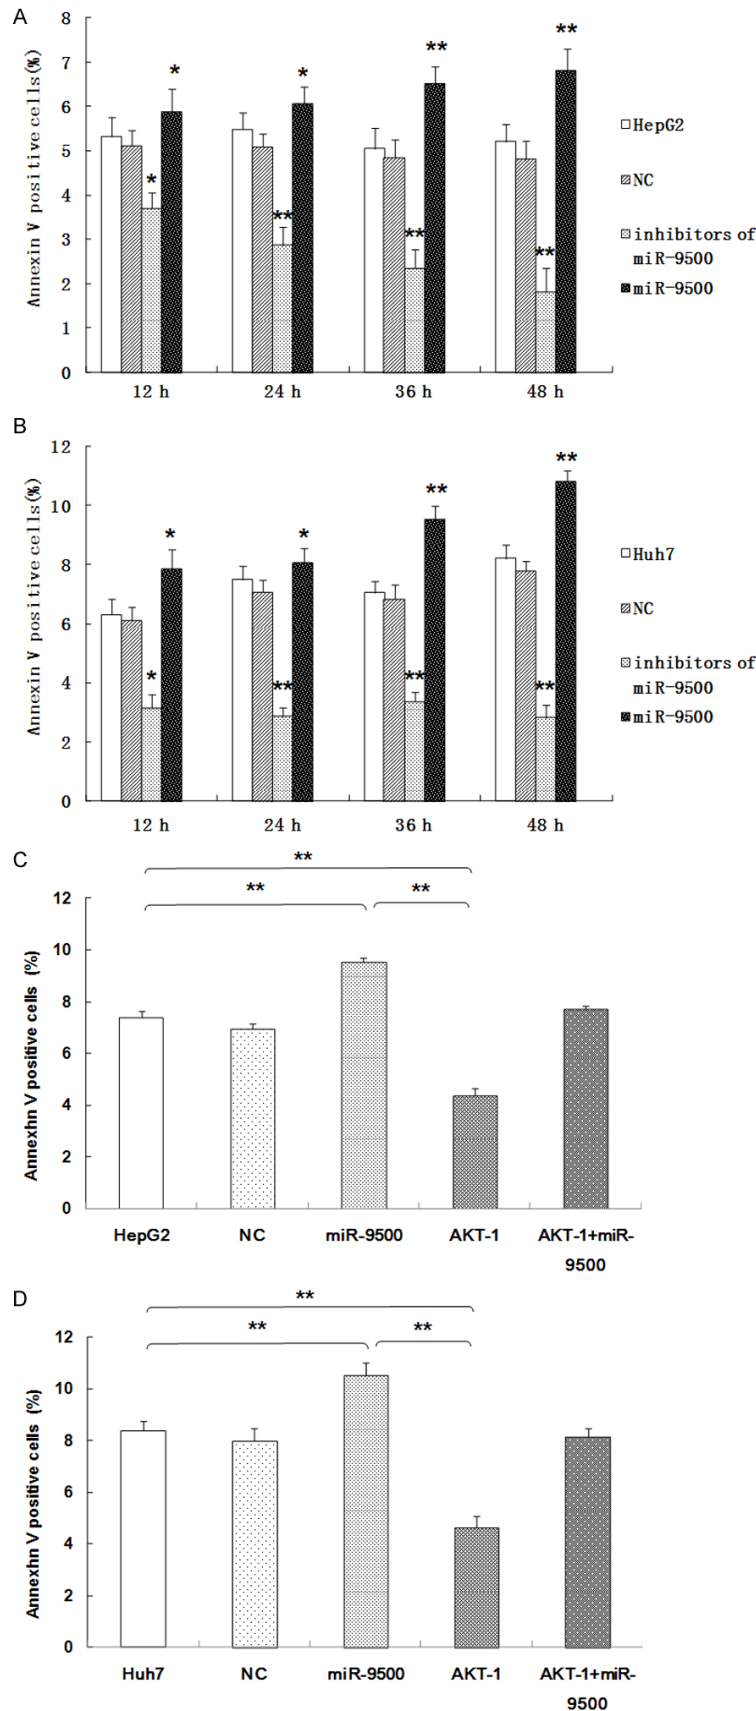 A
Annexin V positive cells(%)
8
7
6
5
4
3
2
1
0
*
*
*
**
**
**
**
**
12 h
24 h
36 h
48 h
HepG2
NC
inhibitors of
miR-9500
miR-9500
B
Annexin V positive cells(%)
12
10
8
6
4
2
0
*
*
*
**
**
**
**
**
12 h
24 h
36 h
48 h
Huh7
NC
inhibitors of
miR-9500
miR-9500
C
Annexhn V positive cells (%)
**
**
**
12
10
8
6
4
2
0
HepG2
NC
miR-9500
AKT-1
AKT-1+miR-
9500
D
Annexhn V positive cells (%)
**
**
**
12
10
8
6
4
2
0
Huh7
NC
miR-9500
AKT-1
AKT-1+miR-
9500